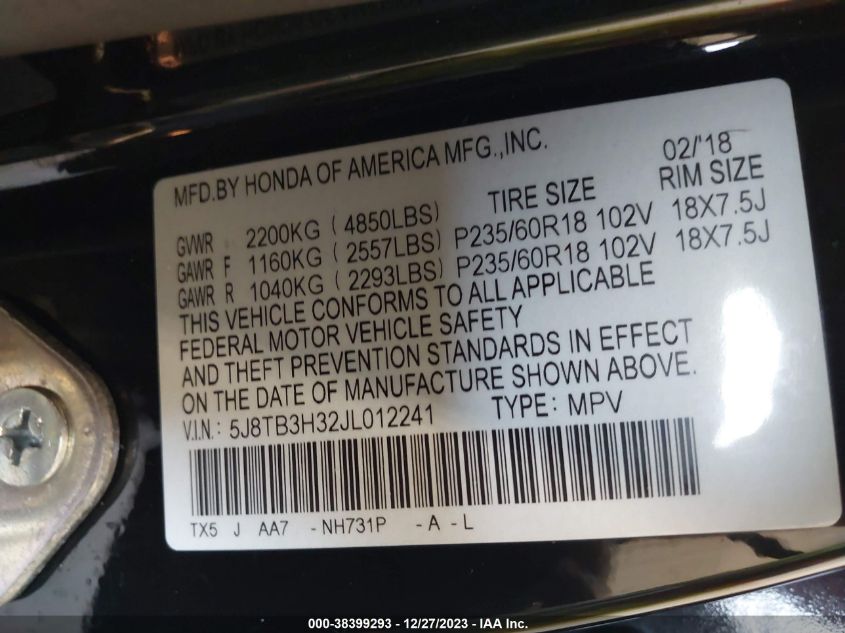 MFD.BY HONDA OF AMERICA MFG.,INC. 02/'18
TIRE SIZE RIM SIZE
GVWR 2200KG (4850LBS)
GAWR F 1160KG (2557LBS) P235/60R18 102V 18X7.5J
GAWR R 1040KG (2293LBS) P235/60R18 102V 18X7.5J
THIS VEHICLE CONFORMS TO ALL APPLICABLE
FEDERAL MOTOR VEHICLE SAFETY
AND THEFT PREVENTION STANDARDS IN EFFECT
ON THE DATE OF MANUFACTURE SHOWN ABOVE.
V.I.N: 5J8TB3H32JL012241 TYPE: MPV
TX5 J AA7 -NH731P -A -L
000-38399293 - 12/27/2023 - IAA Inc.